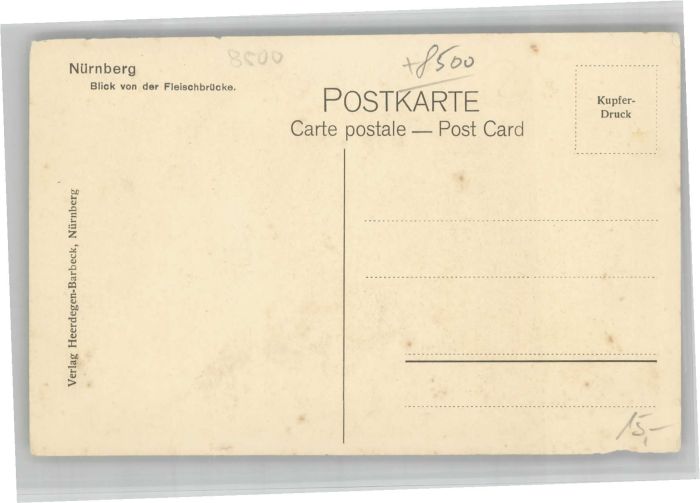 8500
+8500
Nürnberg
Blick von der Fleischbrücke.
POSTKARTE
Carte postale — Post Card
Kupfer-
Druck
Verlag Heerdegen-Barbeck, Nürnberg
15,-